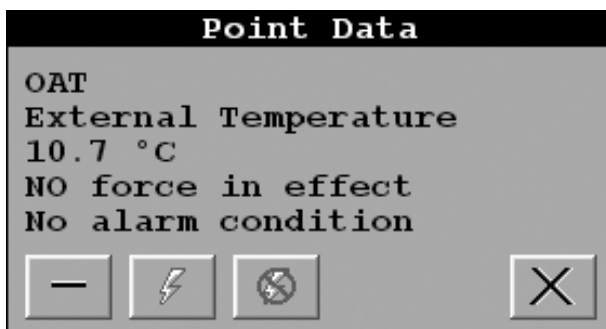 Point Data
OAT
External Temperature
10.7 °C
NO force in effect
No alarm condition